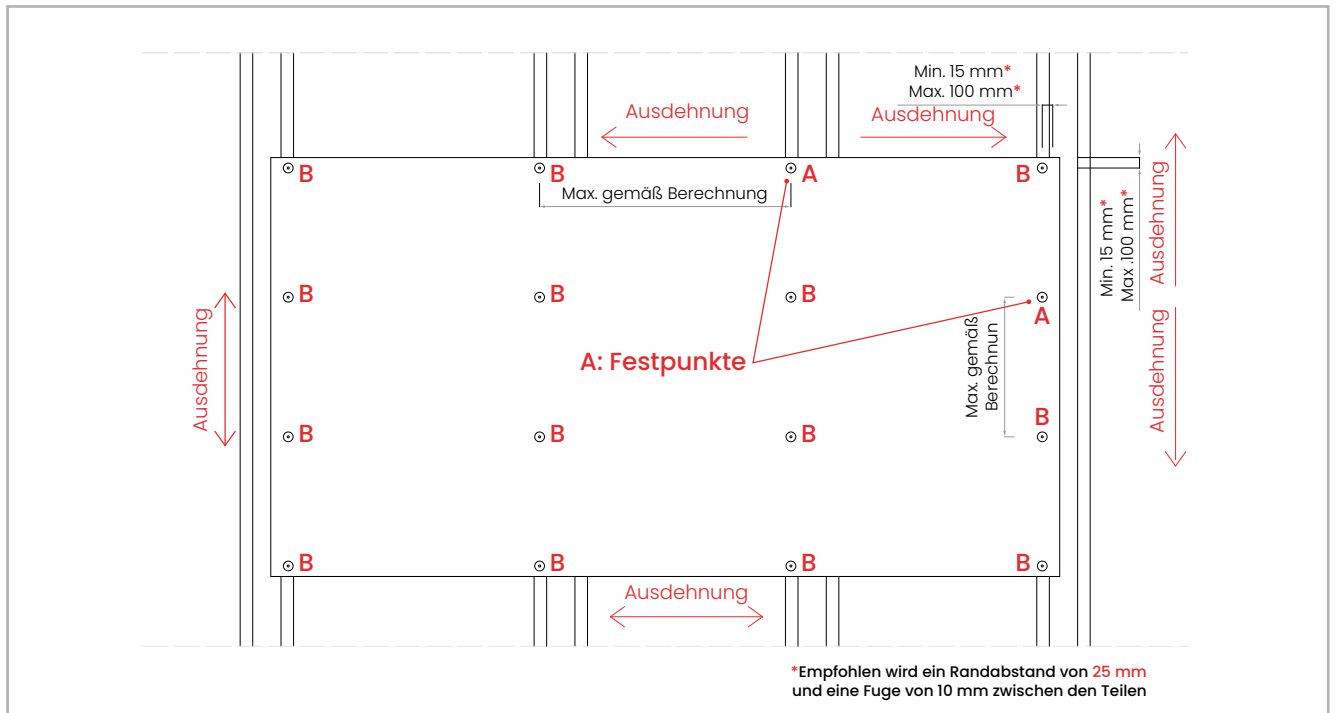 Min. 15 mm*
Max. 100 mm*
Ausdehnung
Ausdehnung
B
B
A
B
Max. gemäß Berechnung
Min. 15 mm*
Max .100 mm*
Ausdehnung
B
B
B
A
Ausdehnung
A: Festpunkte
Max. gemäß
Berechnun
Ausdehnung
B
B
B
B
B
B
B
B
Ausdehnung
*Empfohlen wird ein Randabstand von 25 mm
und eine Fuge von 10 mm zwischen den Teilen